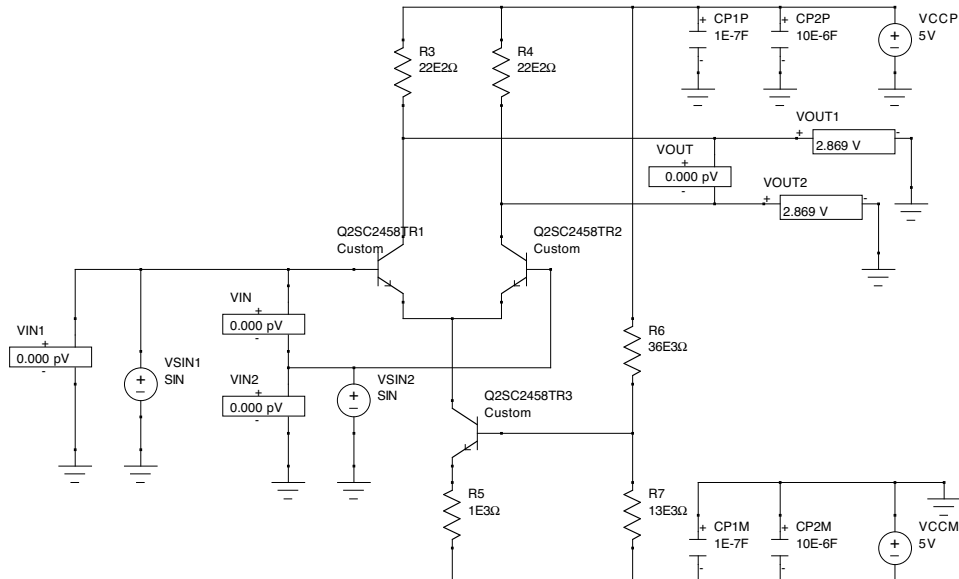 CP1P
1E-7F
CP2P
10E-6F
VCCP
5V
+
-
+
-
+
−
R3
22E2Ω
R4
22E2Ω
VOUT1
+
-
2.869 V
VOUT
+
0.000 pV
-
VOUT2
+
-
2.869 V
Q2SC2458TR1
Custom
Q2SC2458TR2
Custom
VIN1
+
0.000 pV
-
VSIN1
SIN
+
−
VIN
+
0.000 pV
-
VIN2
+
0.000 pV
-
VSIN2
SIN
+
−
R6
36E3Ω
Q2SC2458TR3
Custom
R5
1E3Ω
R7
13E3Ω
CP1M
1E-7F
+
-
CP2M
10E-6F
+
-
VCCM
5V
+
−